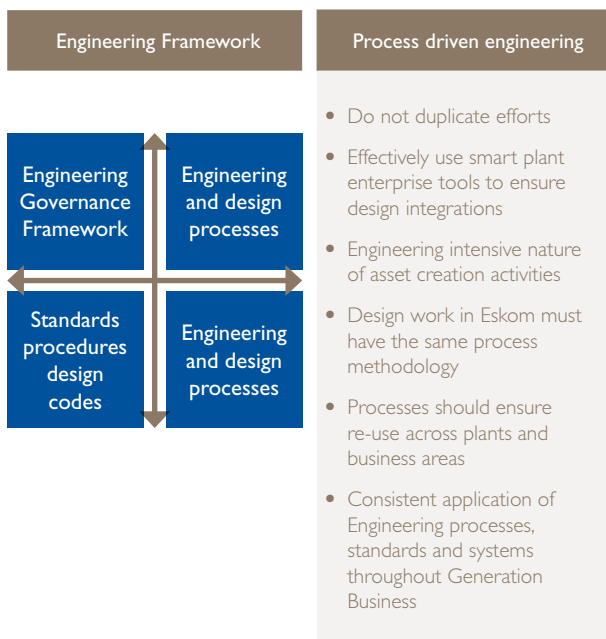 Engineering Framework
Engineering
Governance
Framework
Engineering
and design
processes
Standards
procedures
design
codes
Engineering
and design
processes
Process driven engineering
• Do not duplicate efforts
• Effectively use smart plant
enterprise tools to ensure
design integrations
• Engineering intensive nature
of asset creation activities
• Design work in Eskom must
have the same process
methodology
• Processes should ensure
re-use across plants and
business areas
• Consistent application of
Engineering processes,
standards and systems
throughout Generation
Business